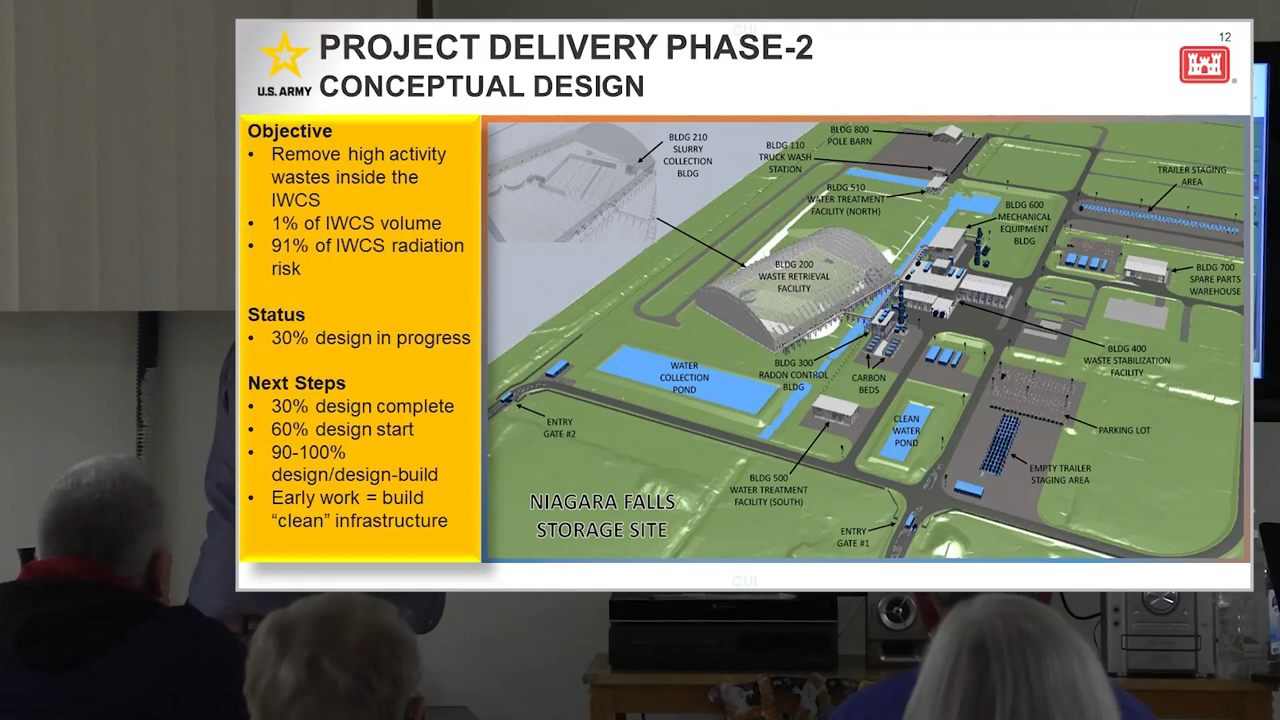 CUI
12
PROJECT DELIVERY PHASE-2
CONCEPTUAL DESIGN
U.S. ARMY
®
Objective
• Remove high activity
wastes inside the
IWCS
• 1% of IWCS volume
• 91% of IWCS radiation
risk
Status
• 30% design in progress
Next Steps
• 30% design complete
• 60% design start
• 90-100%
design/design-build
• Early work = build
“clean” infrastructure
BLDG 210
SLURRY
COLLECTION
BLDG
BLDG 800
POLE BARN
BLDG 110
TRUCK WASH
STATION
BLDG 510
WATER TREATMENT
FACILITY (NORTH)
TRAILER STAGING
AREA
BLDG 600
MECHANICAL
EQUIPMENT
BLDG
BLDG 200
WASTE RETRIEVAL
FACILITY
BLDG 700
SPARE PARTS
WAREHOUSE
BLDG 400
WASTE STABILIZATION
FACILITY
BLDG 300
RADON CONTROL
BLDG
CARBON
BEDS
WATER
COLLECTION
POND
CLEAN
WATER
POND
ENTRY
GATE #2
PARKING LOT
EMPTY TRAILER
STAGING AREA
BLDG 500
WATER TREATMENT
FACILITY (SOUTH)
ENTRY
GATE #1
NIAGARA FALLS
STORAGE SITE
CUI